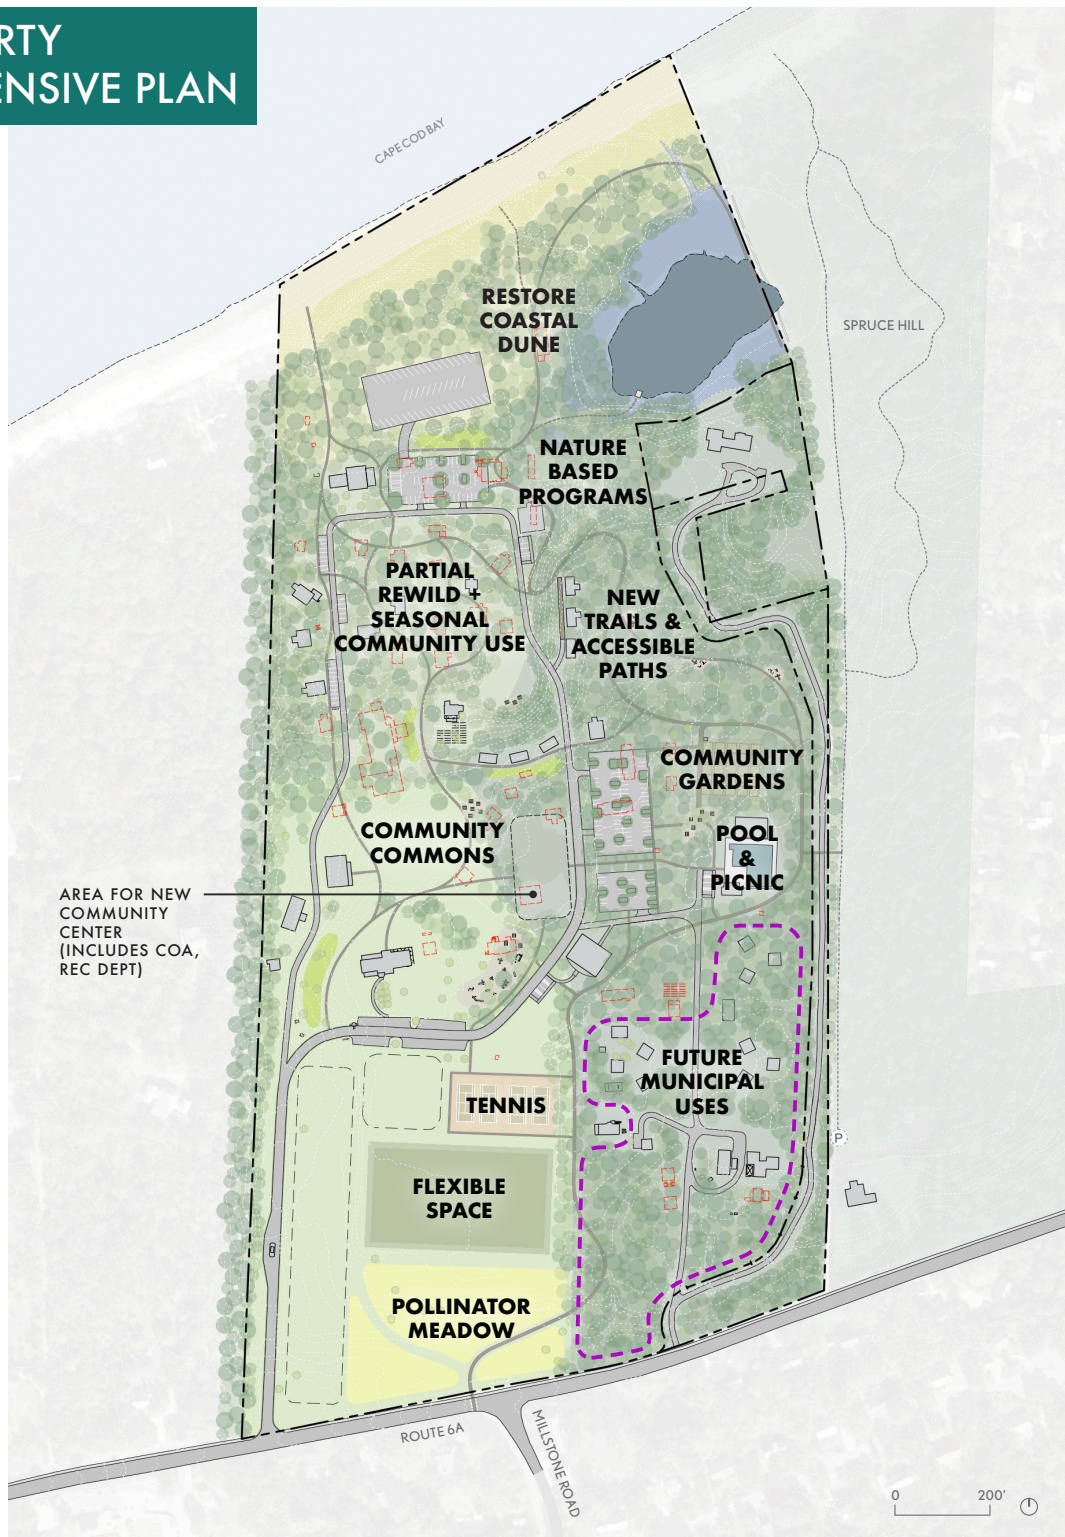 RTY
ENSIVE PLAN
CAPE COD BAY
RESTORE
COASTAL
DUNE
SPRUCE HILL
NATURE
BASED
PROGRAMS
PARTIAL
REWILD +
SEASONAL
COMMUNITY USE
NEW
TRAILS &
ACCESSIBLE
PATHS
COMMUNITY
GARDENS
COMMUNITY
COMMONS
POOL
&
PICNIC
AREA FOR NEW
COMMUNITY
CENTER
(INCLUDES COA,
REC DEPT)
FUTURE
MUNICIPAL
USES
TENNIS
P
FLEXIBLE
SPACE
POLLINATOR
MEADOW
ROUTE 6A
MILLSTONE ROAD
0 200'